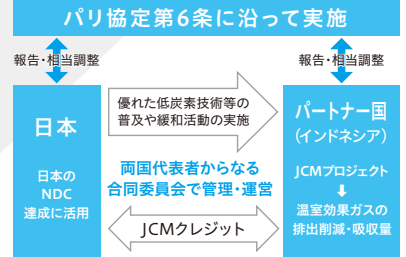 パリ協定第6条に沿って実施
報告・相当調整
報告・相当調整
日本
日本の
NDC
達成に活用
優れた低炭素技術等の
普及や緩和活動の実施
両国代表者からなる
合同委員会で管理・運営
JCMクレジット
パートナー国
(インドネシア)
JCMプロジェクト
温室効果ガスの
排出削減・吸収量